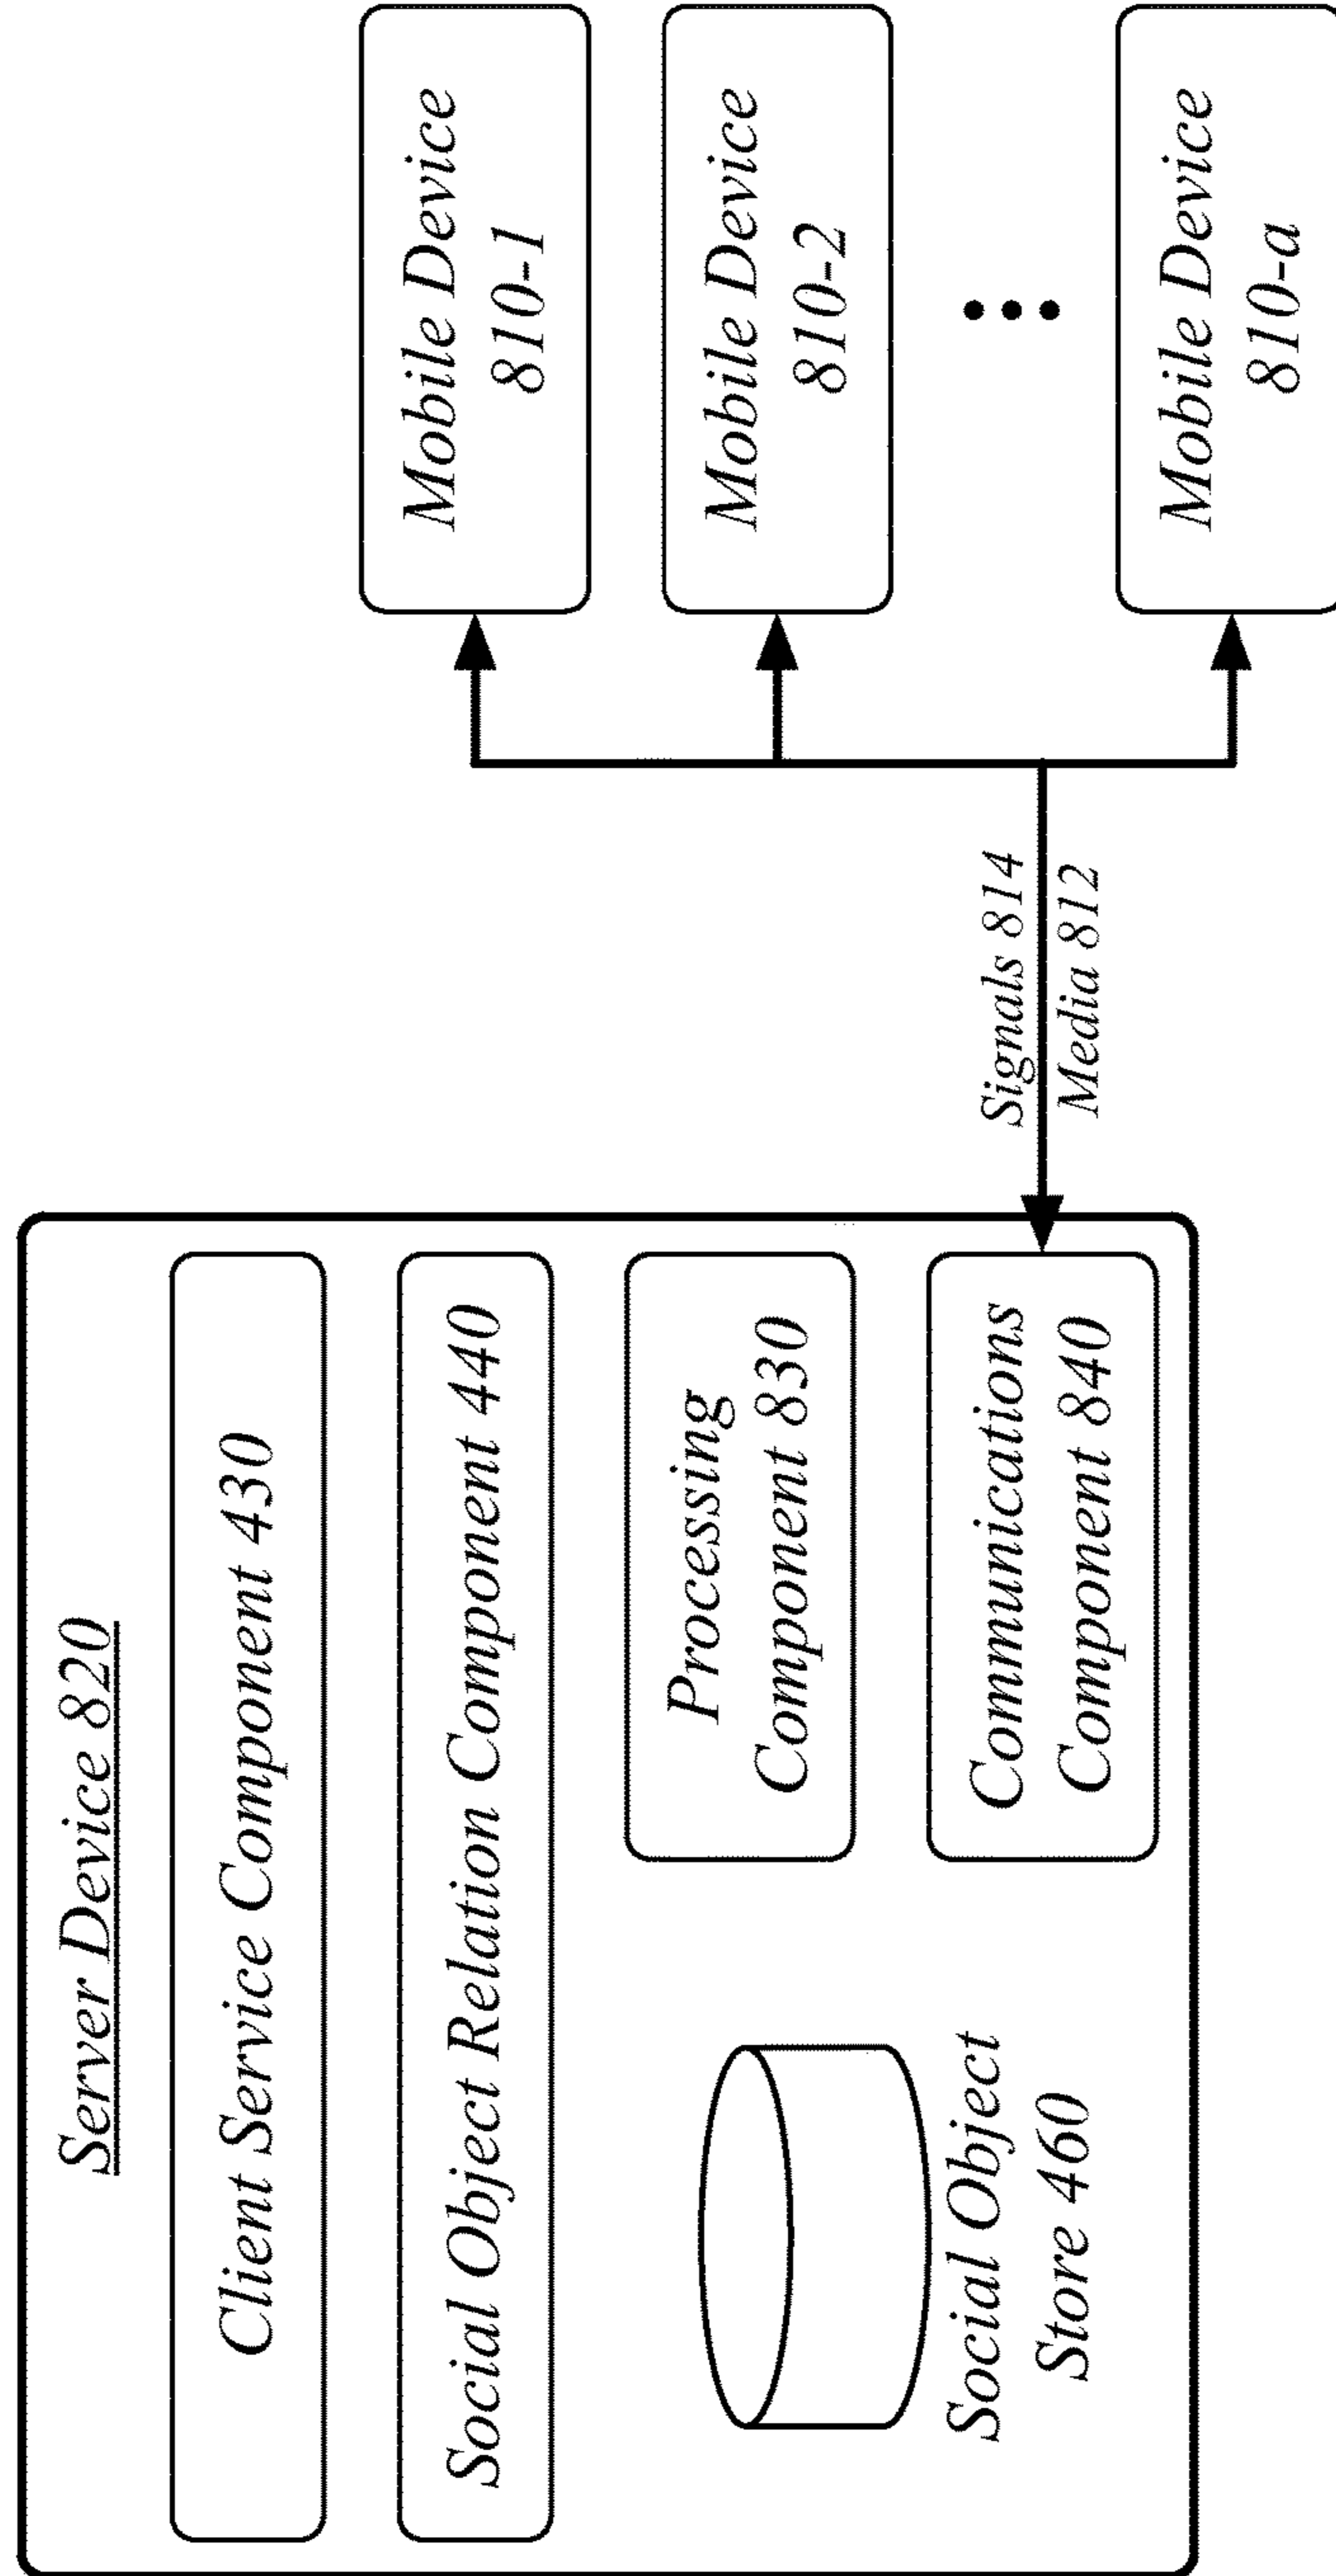 Server Device 820
Client Service Component 430
Social Object Relation Component 440
Processing
Component 830
Social Object
Store 460
Communications
Component 840
Signals 814
Media 812
Mobile Device
810-1
Mobile Device
810-2
Mobile Device
810-a